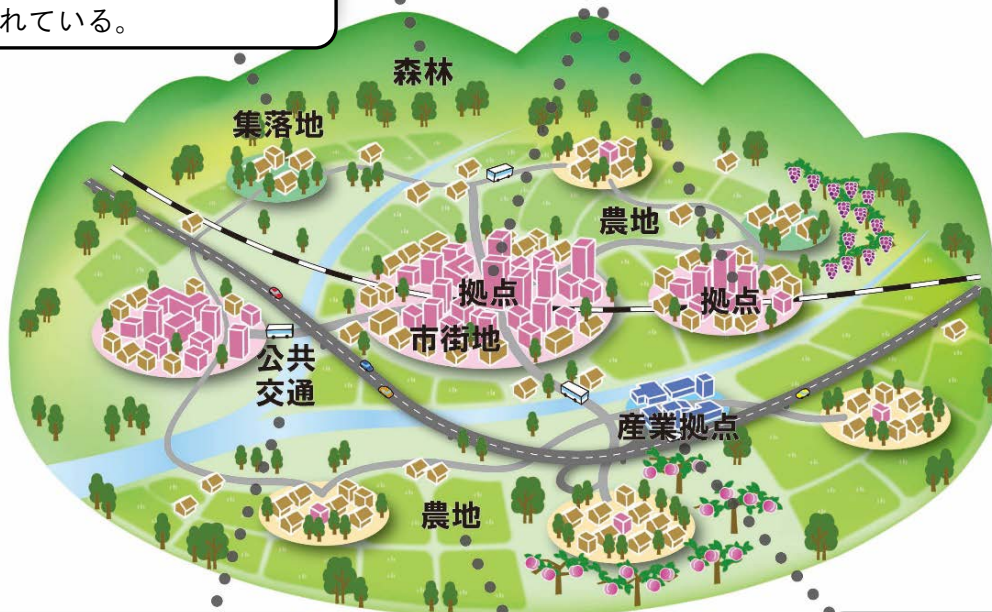 れている。
森林
集落地
農地
拠点
拠点
市街地
公共
交通
産業拠点
農地